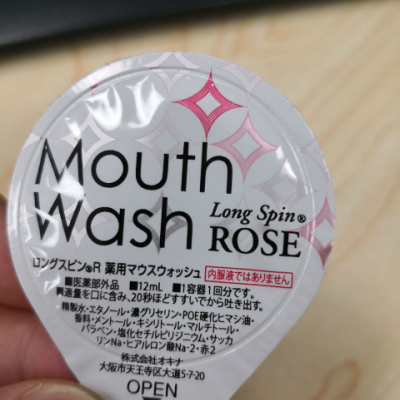 Mouth
Wash
Long Spin®
ROSE
ロングスピン®R 薬用マウスウォッシュ
内服液ではありません
■医薬部外品 ■12mL ■1容器1回分です。
■適量を口に含み、20秒ほどすすいでから吐き出す。
精製水・エタノール・濃グリセリン・POE硬化ヒマシ油・
香料・メントール・キシリトール・マルチトール・
パラベン・塩化セチルピリジニウム・サッカ
リンNa・ヒアルロン酸Na-2・赤2
株式会社オキナ
大阪市天王寺区大道5-7-20
OPEN